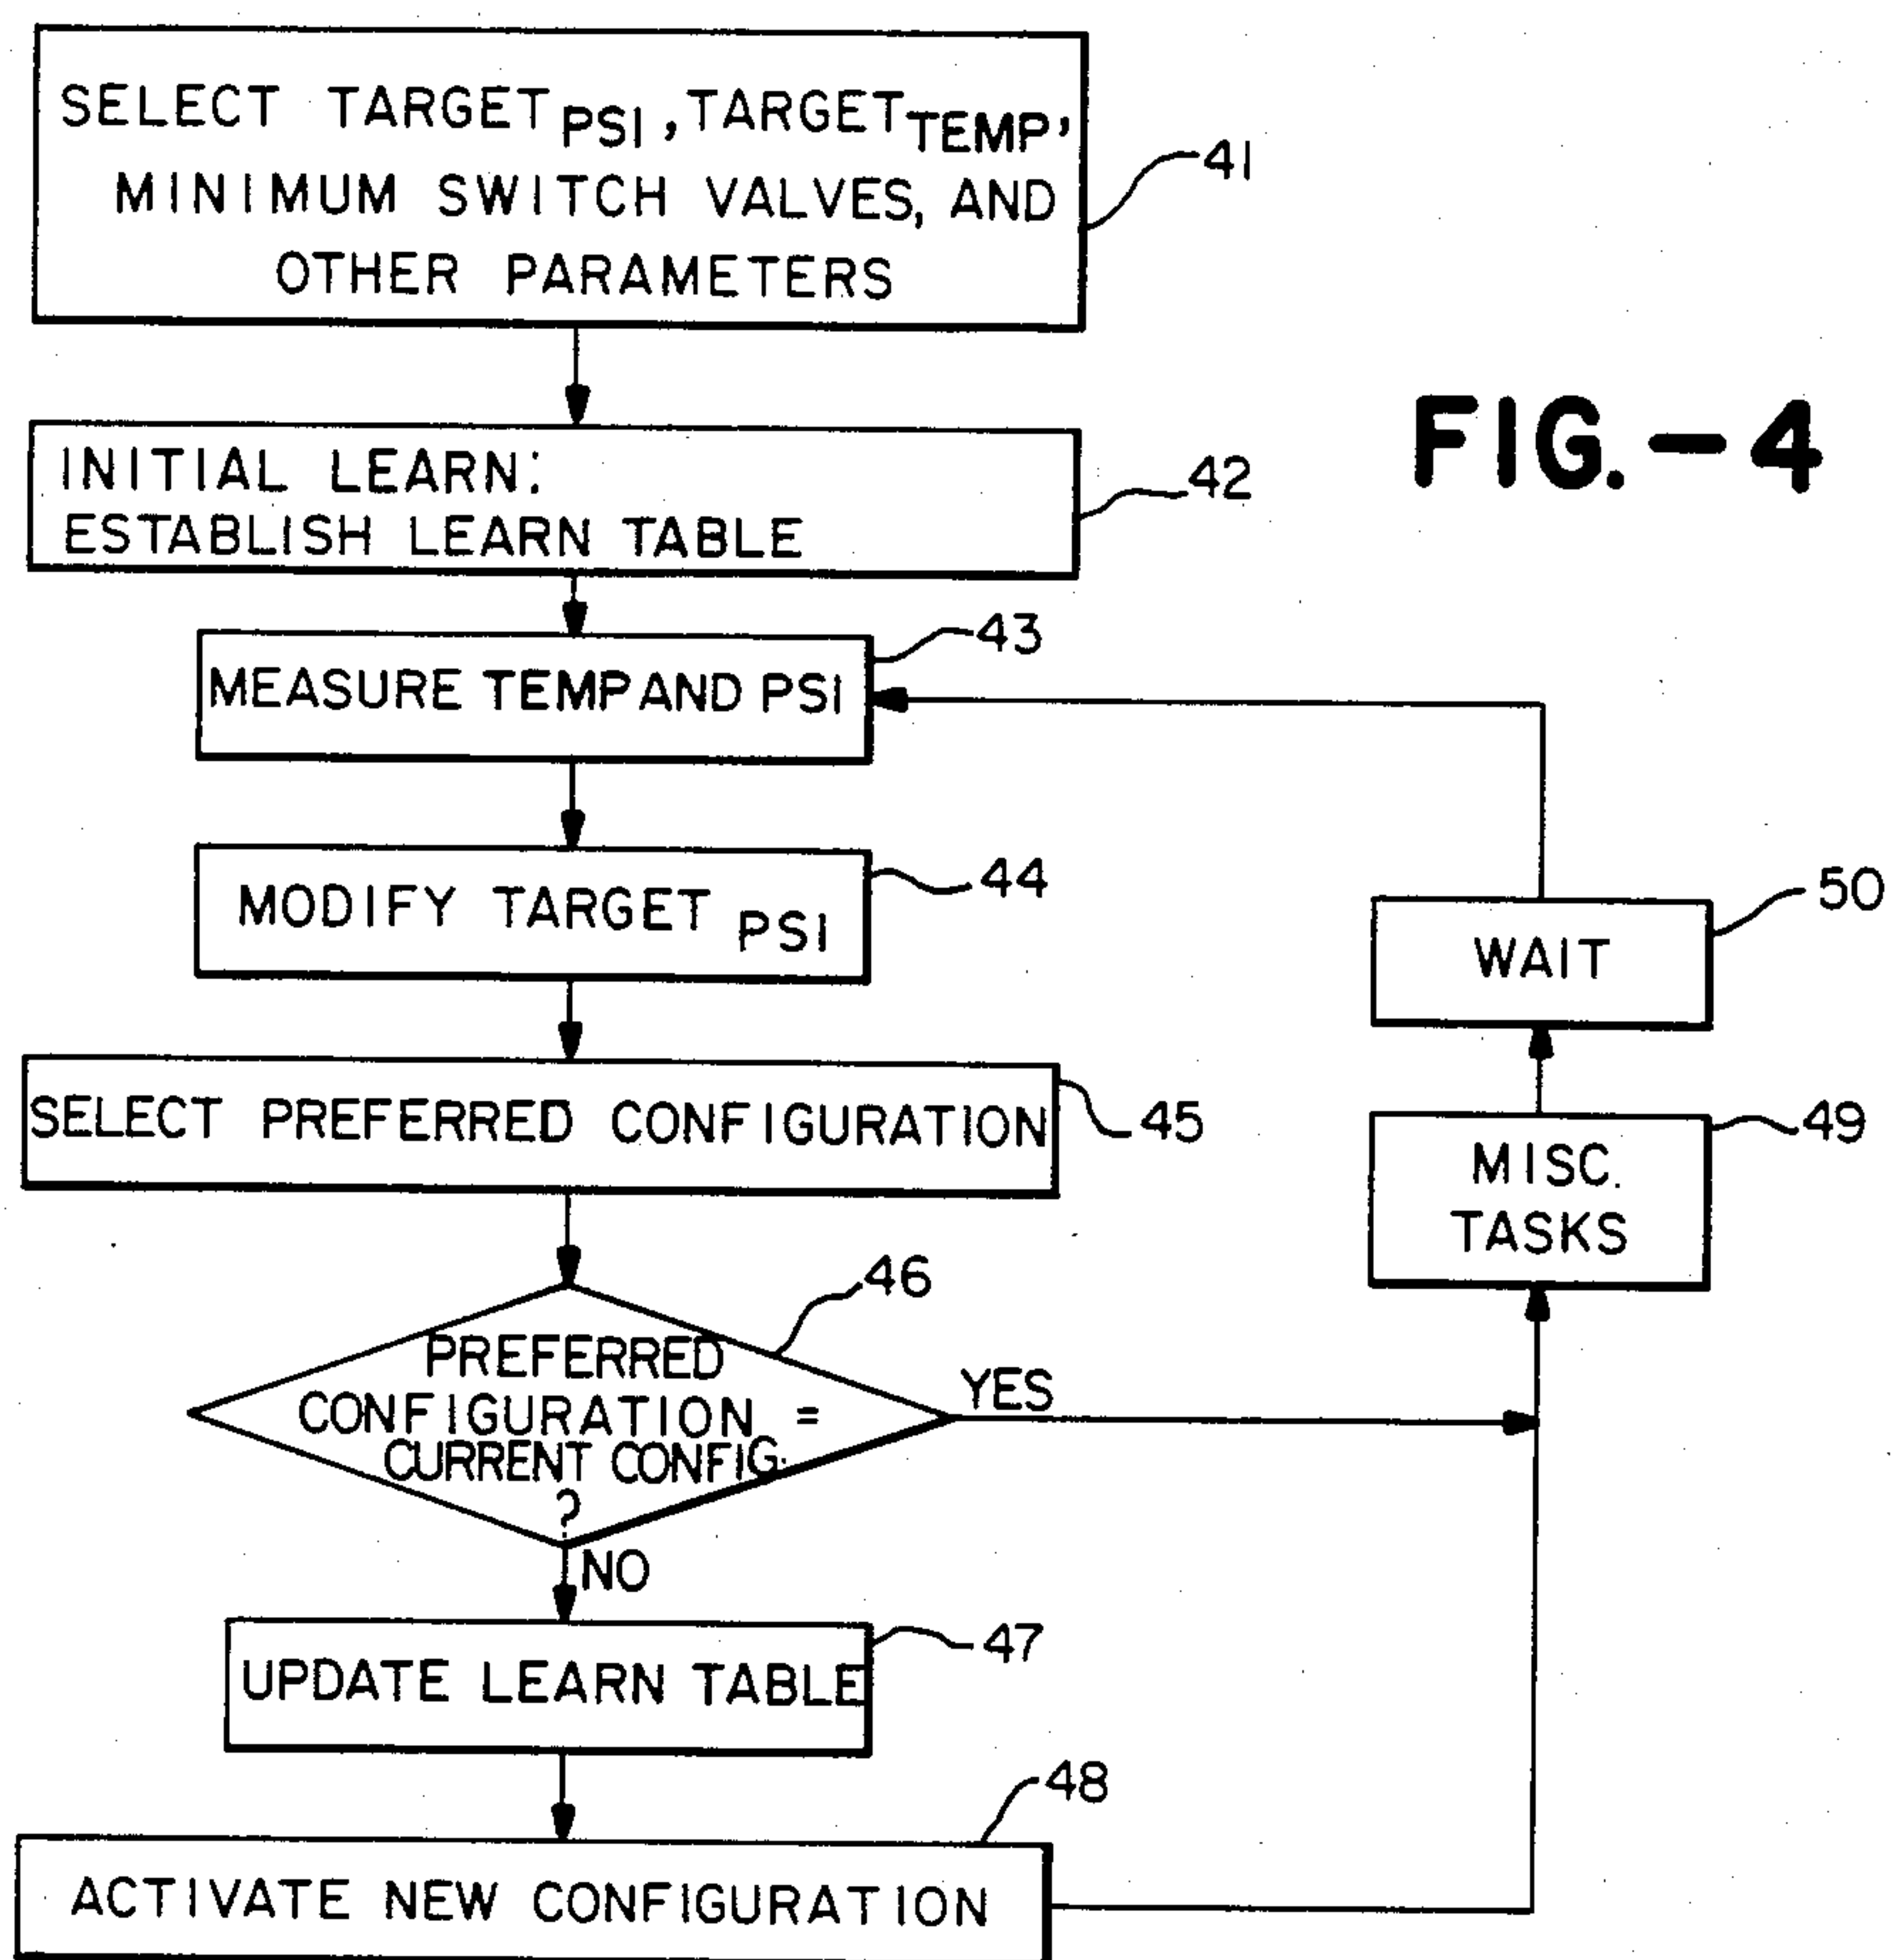 SELECT TARGET PSI, TARGET TEMP,
MINIMUM SWITCH VALVES, AND
OTHER PARAMETERS
41
FIG.-4
INITIAL LEARN:
ESTABLISH LEARN TABLE
42
MEASURE TEMP AND PSI
43
MODIFY TARGET PSI
44
SELECT PREFERRED CONFIGURATION
45
PREFERRED
CONFIGURATION =
CURRENT CONFIG.
?
46
YES
NO
UPDATE LEARN TABLE
47
ACTIVATE NEW CONFIGURATION
48
MISC.
TASKS
49
WAIT
50